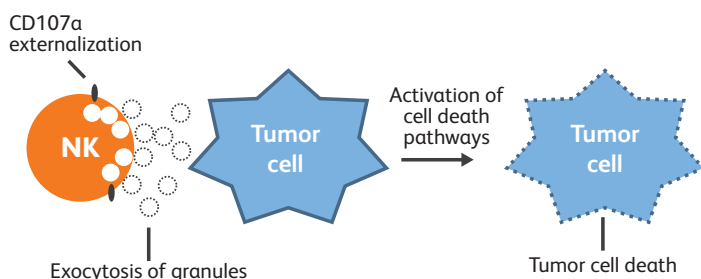 CD107a
externalization
NK
Tumor
cell
Activation of
cell death
pathways
Tumor
cell
Exocytosis of granules
Tumor cell death